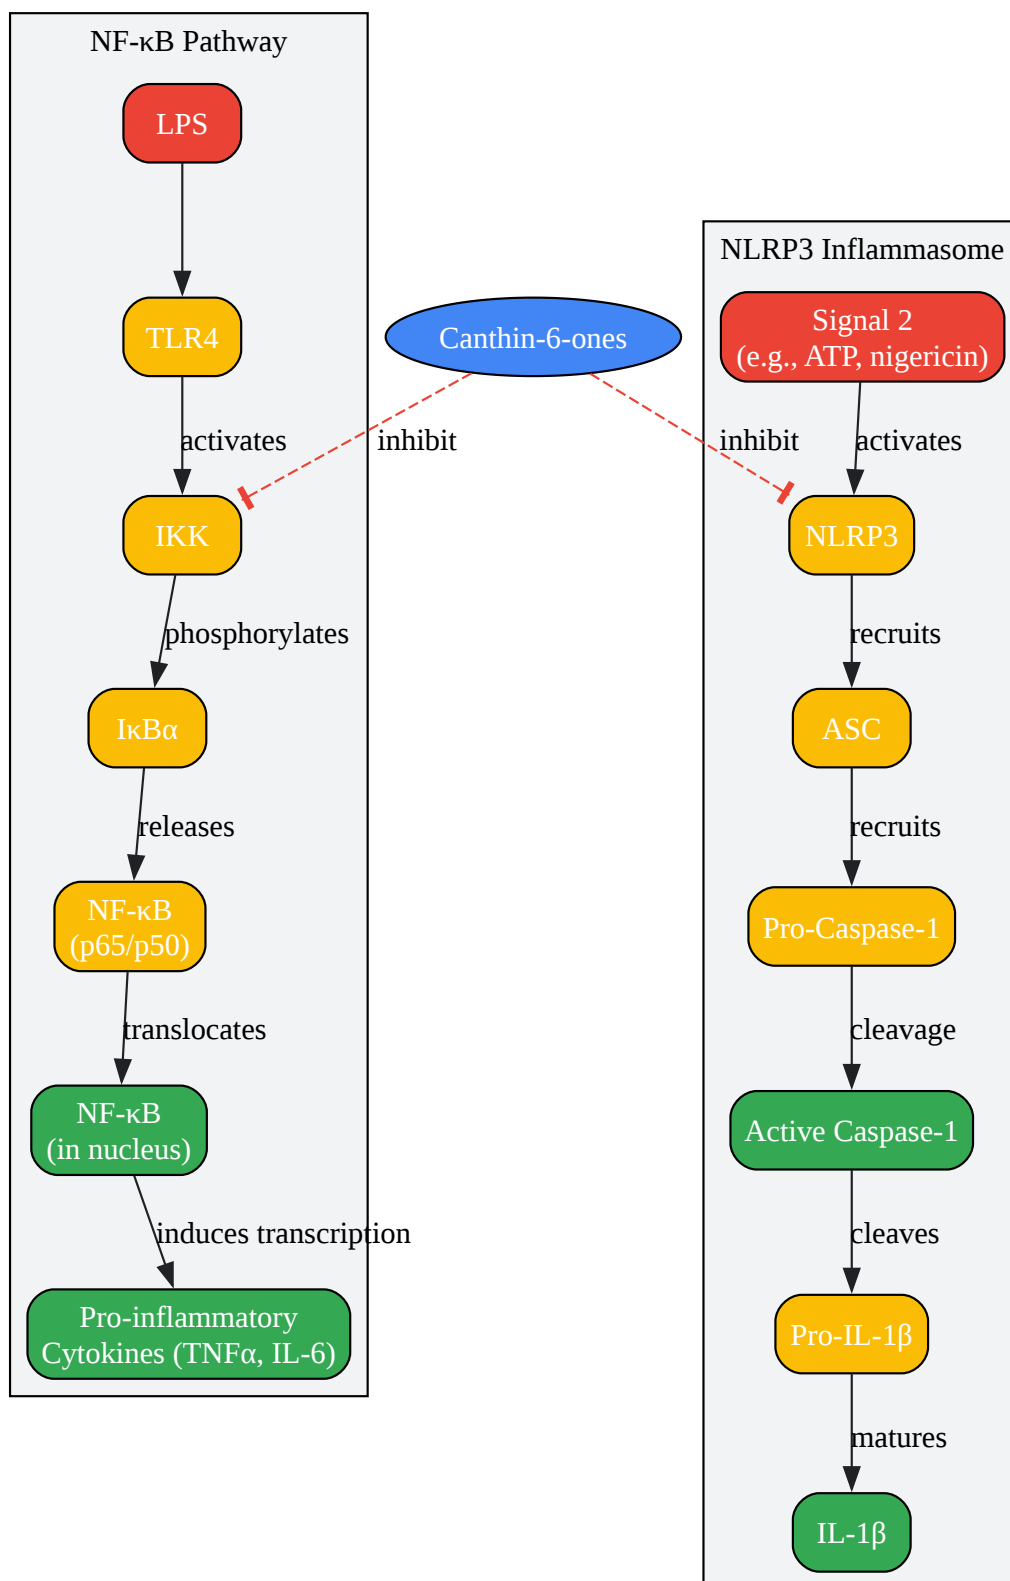 NF-κB Pathway
LPS
TLR4
activates
IKK
phosphorylates
IκBα
releases
NF-κB
(p65/p50)
translocates
NF-κB
(in nucleus)
induces transcription
Pro-inflammatory
Cytokines (TNFα, IL-6)
Canthin-6-ones
inhibit
inhibit
NLRP3 Inflammasome
Signal 2
(e.g., ATP, nigericin)
activates
NLRP3
recruits
ASC
recruits
Pro-Caspase-1
cleavage
Active Caspase-1
cleaves
Pro-IL-1β
matures
IL-1β